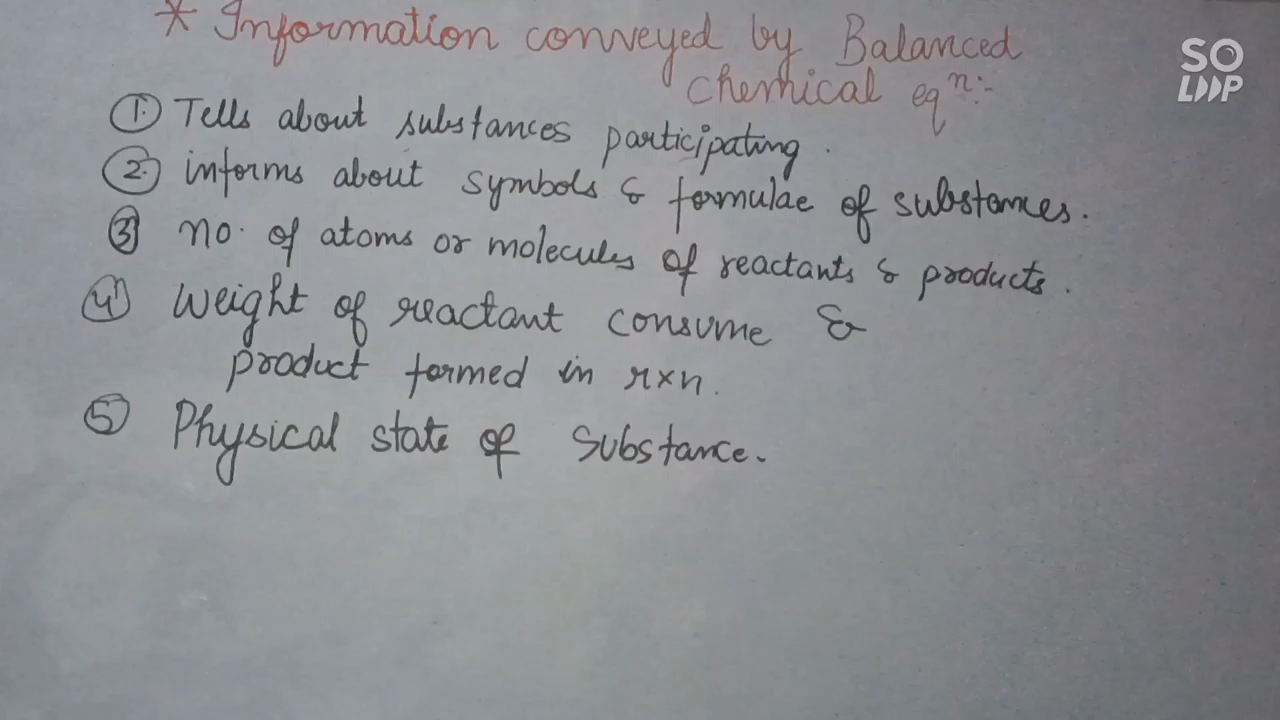 * Information conveyed by Balanced
chemical eqⁿ:-
① Tells about substances participating.
② informs about symbols & formulae of substances.
③ no. of atoms or molecules of reactants & products.
④ Weight of reactant consume &
product formed in rxn.
⑤ Physical state of Substance.
SO
LOOP